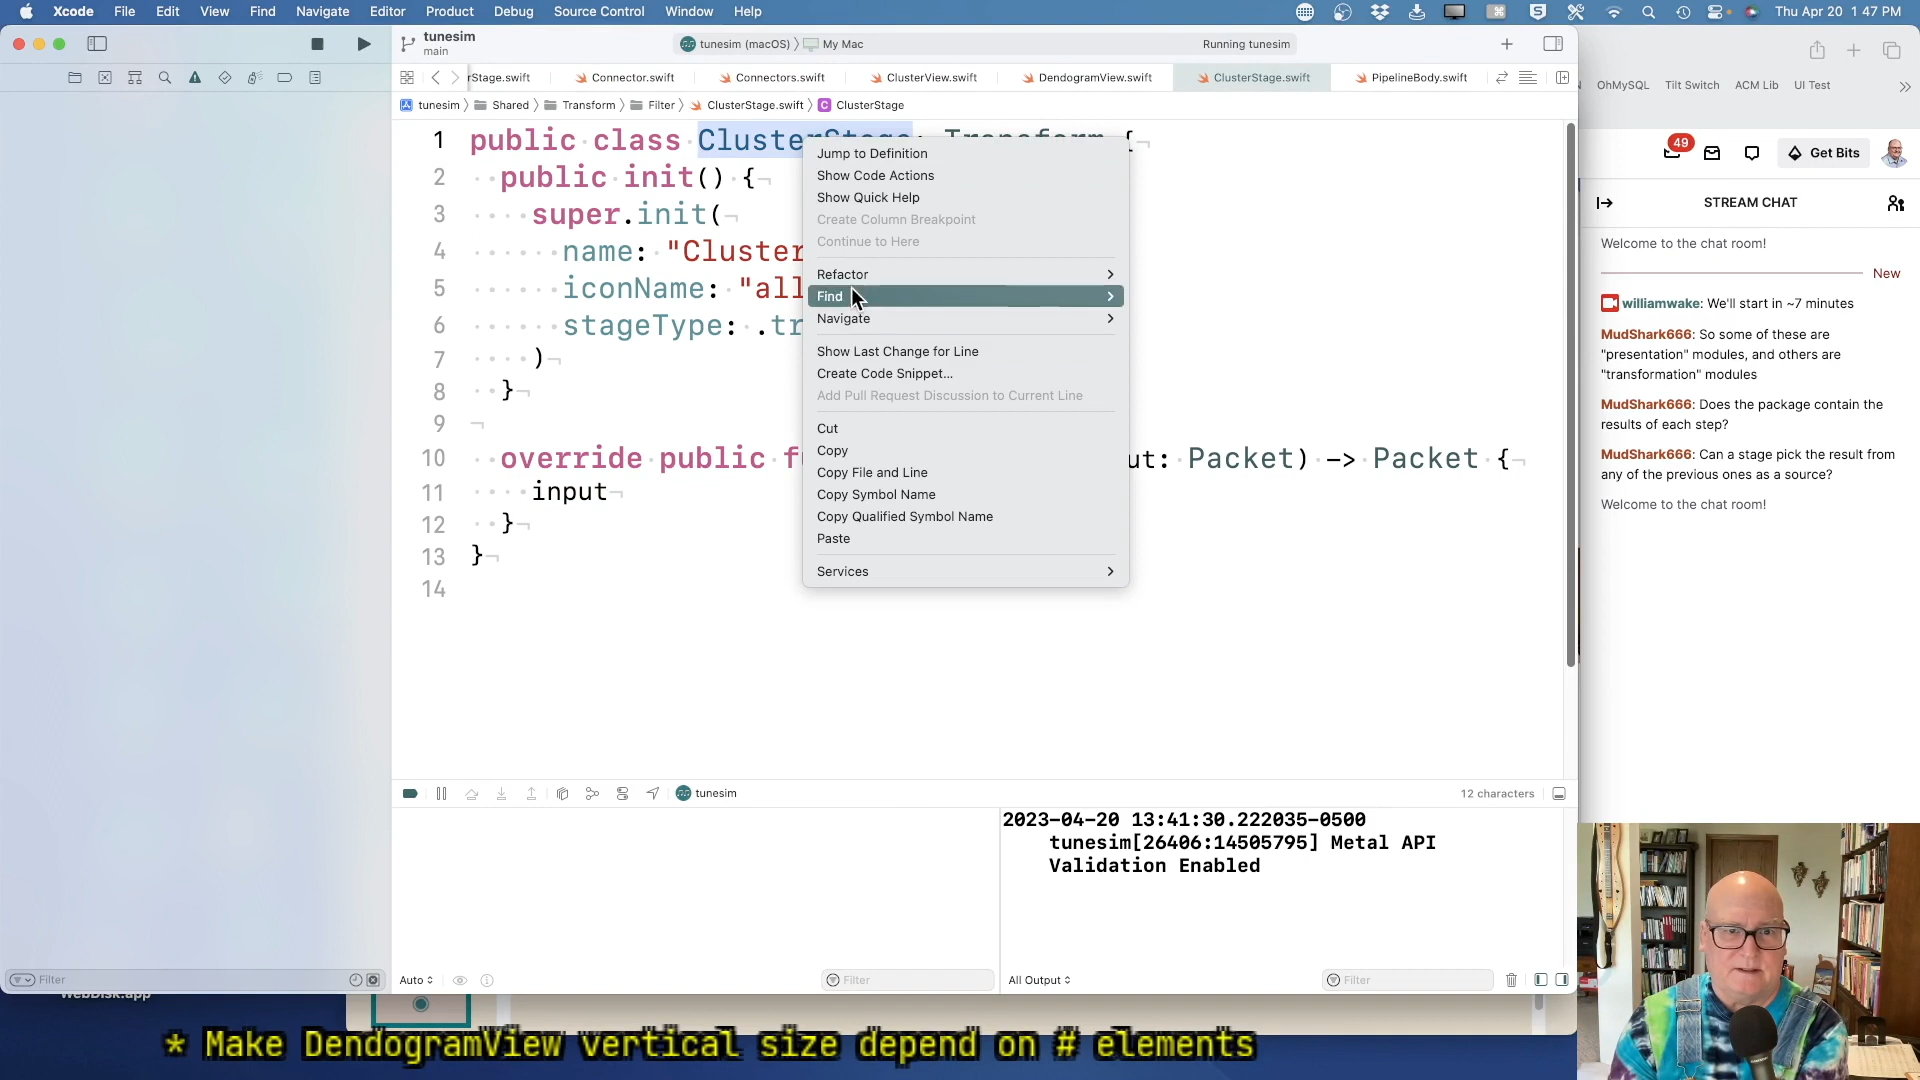 Xcode File Edit View Find Navigate Editor Product Debug Source Control Window Help
Thu Apr 20 1:47 PM
tunesim
main
tunesim (macOS) My Mac
Running tunesim
rStage.swift Connector.swift Connectors.swift ClusterView.swift DendogramView.swift ClusterStage.swift PipelineBody.swift
tunesim Shared Transform Filter ClusterStage.swift C ClusterStage
1 public class ClusterStage: Transform {
2 public init() {
3 super.init(
4 name: "Cluster
5 iconName: "all
6 stageType: .tr
7 )
8 }
9
10 override public f ut: Packet) -> Packet {
11 input
12 }
13 }
14
Jump to Definition
Show Code Actions
Show Quick Help
Create Column Breakpoint
Continue to Here
Refactor
Find
Navigate
Show Last Change for Line
Create Code Snippet...
Add Pull Request Discussion to Current Line
Cut
Copy
Copy File and Line
Copy Symbol Name
Copy Qualified Symbol Name
Paste
Services
tunesim
12 characters
2023-04-20 13:41:30.222035-0500
tunesim[26406:14505795] Metal API
Validation Enabled
Filter
Auto
Filter
All Output
Filter
WebDisk.app
* Make DendogramView vertical size depend on # elements
OhMySQL Tilt Switch ACM Lib UI Test
49
Get Bits
STREAM CHAT
Welcome to the chat room!
New
williamwake: We'll start in ~7 minutes
MudShark666: So some of these are
"presentation" modules, and others are
"transformation" modules
MudShark666: Does the package contain the
results of each step?
MudShark666: Can a stage pick the result from
any of the previous ones as a source?
Welcome to the chat room!